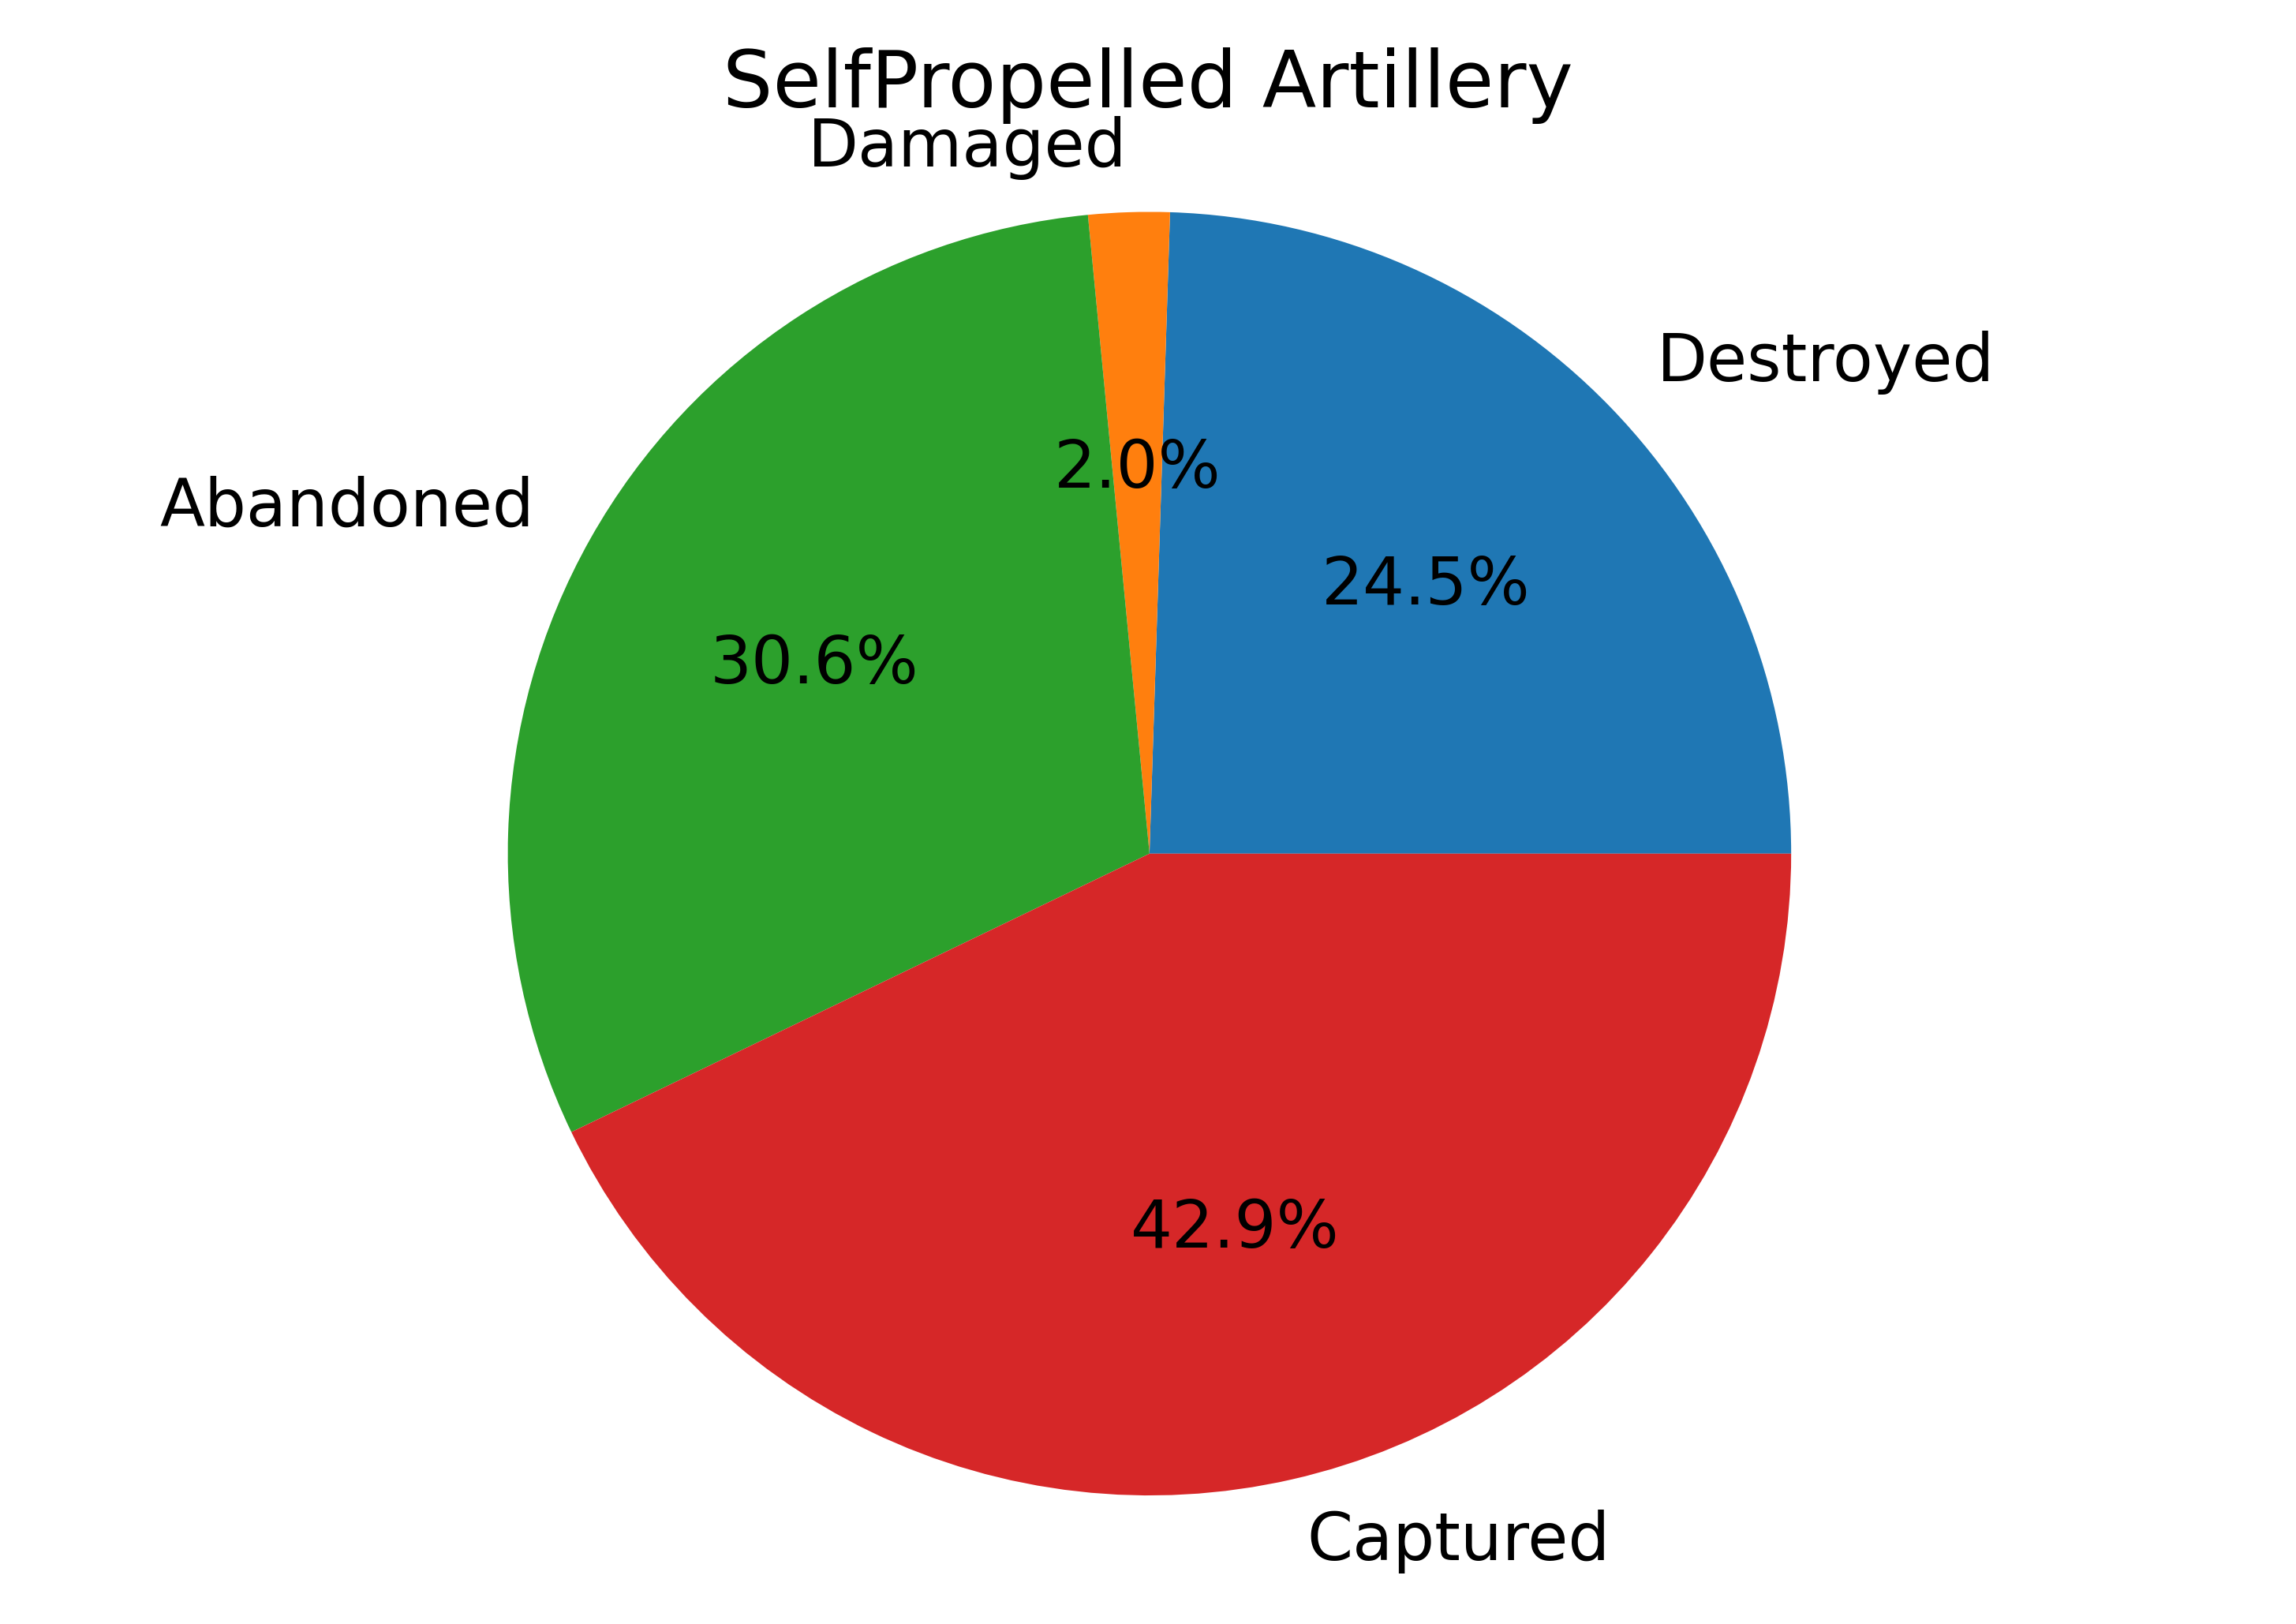 SelfPropelled Artillery
Damaged
Destroyed
Abandoned
2.0%
24.5%
30.6%
42.9%
Captured